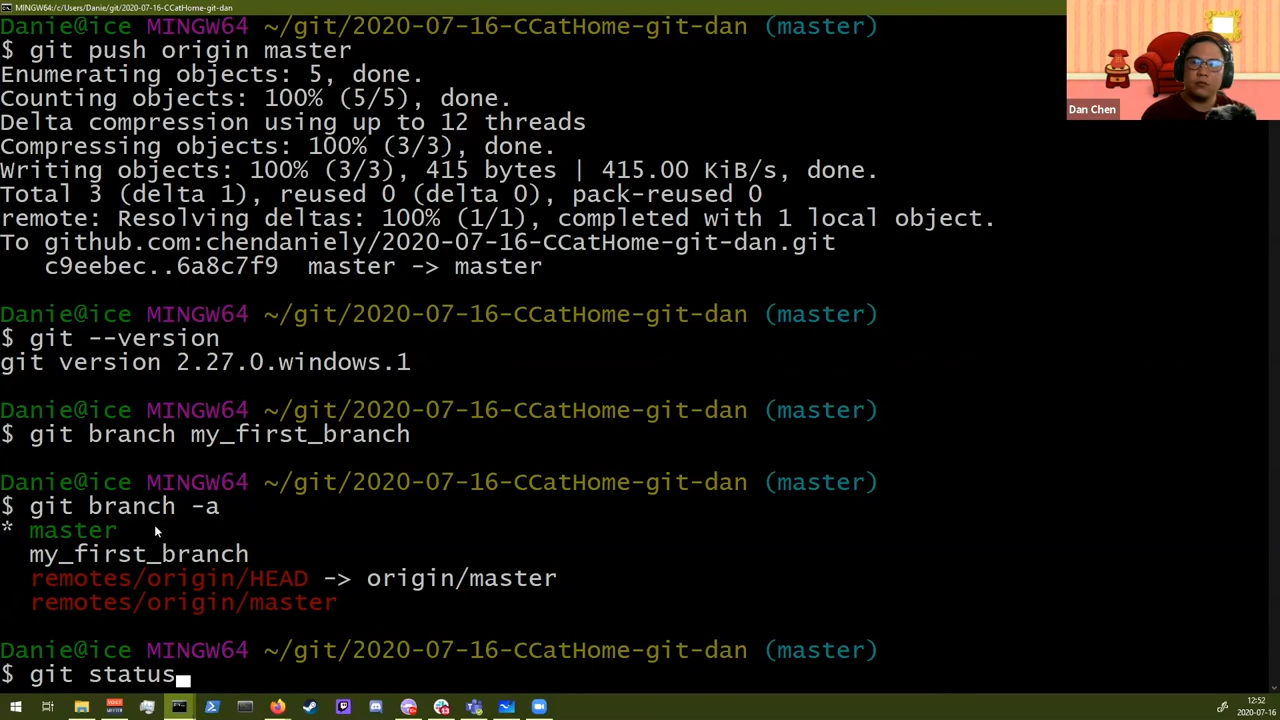 MINGW64:/c/Users/Danie/git/2020-07-16-CCatHome-git-dan
Danie@ice MINGW64 ~/git/2020-07-16-CCatHome-git-dan (master)
$ git push origin master
Enumerating objects: 5, done.
Counting objects: 100% (5/5), done.
Delta compression using up to 12 threads
Compressing objects: 100% (3/3), done.
Writing objects: 100% (3/3), 415 bytes | 415.00 KiB/s, done.
Total 3 (delta 1), reused 0 (delta 0), pack-reused 0
remote: Resolving deltas: 100% (1/1), completed with 1 local object.
To github.com:chendaniely/2020-07-16-CCatHome-git-dan.git
c9eebec..6a8c7f9  master -> master
Danie@ice MINGW64 ~/git/2020-07-16-CCatHome-git-dan (master)
$ git --version
git version 2.27.0.windows.1
Danie@ice MINGW64 ~/git/2020-07-16-CCatHome-git-dan (master)
$ git branch my_first_branch
Danie@ice MINGW64 ~/git/2020-07-16-CCatHome-git-dan (master)
$ git branch -a
* master
my_first_branch
remotes/origin/HEAD -> origin/master
remotes/origin/master
Danie@ice MINGW64 ~/git/2020-07-16-CCatHome-git-dan (master)
$ git status
Dan Chen
12:52
2020-07-16